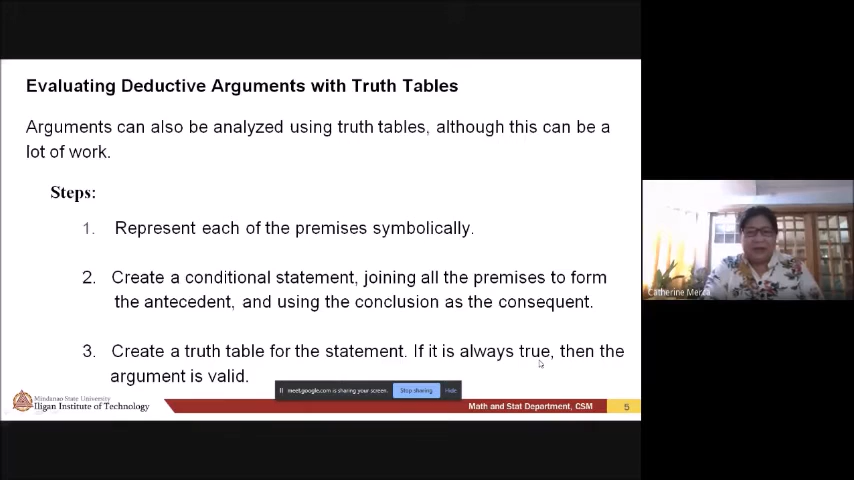 Evaluating Deductive Arguments with Truth Tables
Arguments can also be analyzed using truth tables, although this can be a
lot of work.
Steps:
1. Represent each of the premises symbolically.
2. Create a conditional statement, joining all the premises to form
the antecedent, and using the conclusion as the consequent.
3. Create a truth table for the statement. If it is always true, then the
argument is valid.
Catherine Merca
meet.google.com is sharing your screen. Stop sharing Hide
Mindanao State University
Iligan Institute of Technology
Math and Stat Department, CSM 5